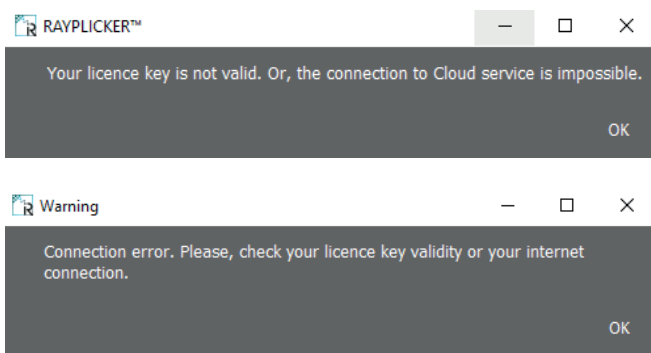 RAYPLICKER™
Your licence key is not valid. Or, the connection to Cloud service is impossible.
OK
Warning
Connection error. Please, check your licence key validity or your internet
connection.
OK